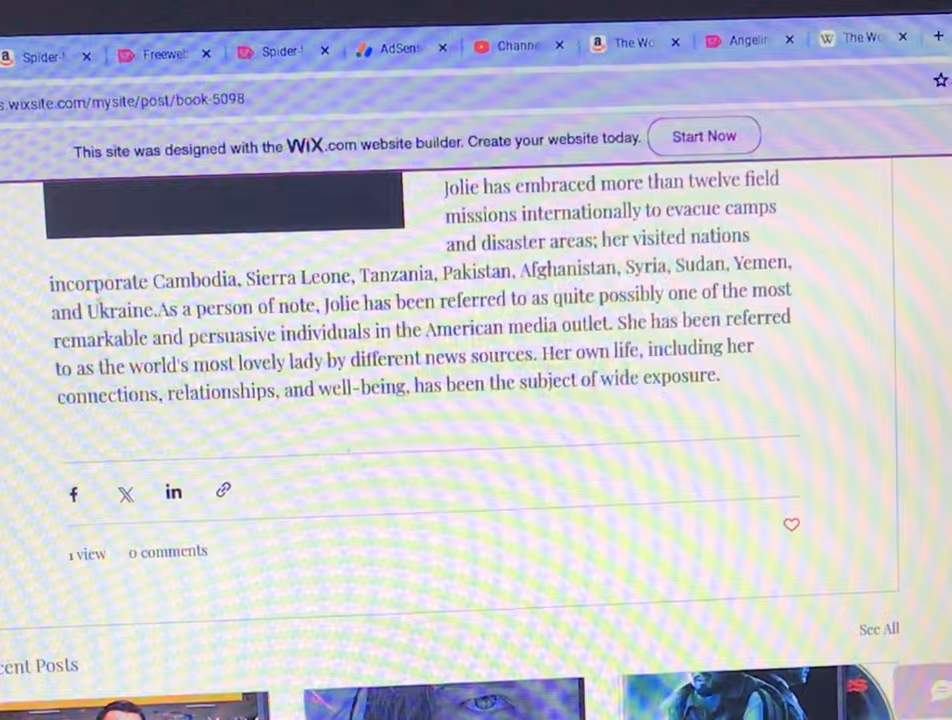 Spider-
Freewe
Spider-
AdSens
Channe
The Wo
Angelin
The Wo
s.wixsite.com/mysite/post/book-5098
This site was designed with the WiX.com website builder. Create your website today. Start Now
Jolie has embraced more than twelve field
missions internationally to evacue camps
and disaster areas; her visited nations
incorporate Cambodia, Sierra Leone, Tanzania, Pakistan, Afghanistan, Syria, Sudan, Yemen,
and Ukraine.As a person of note, Jolie has been referred to as quite possibly one of the most
remarkable and persuasive individuals in the American media outlet. She has been referred
to as the world's most lovely lady by different news sources. Her own life, including her
connections, relationships, and well-being, has been the subject of wide exposure.
1 view 0 comments
See All
cent Posts